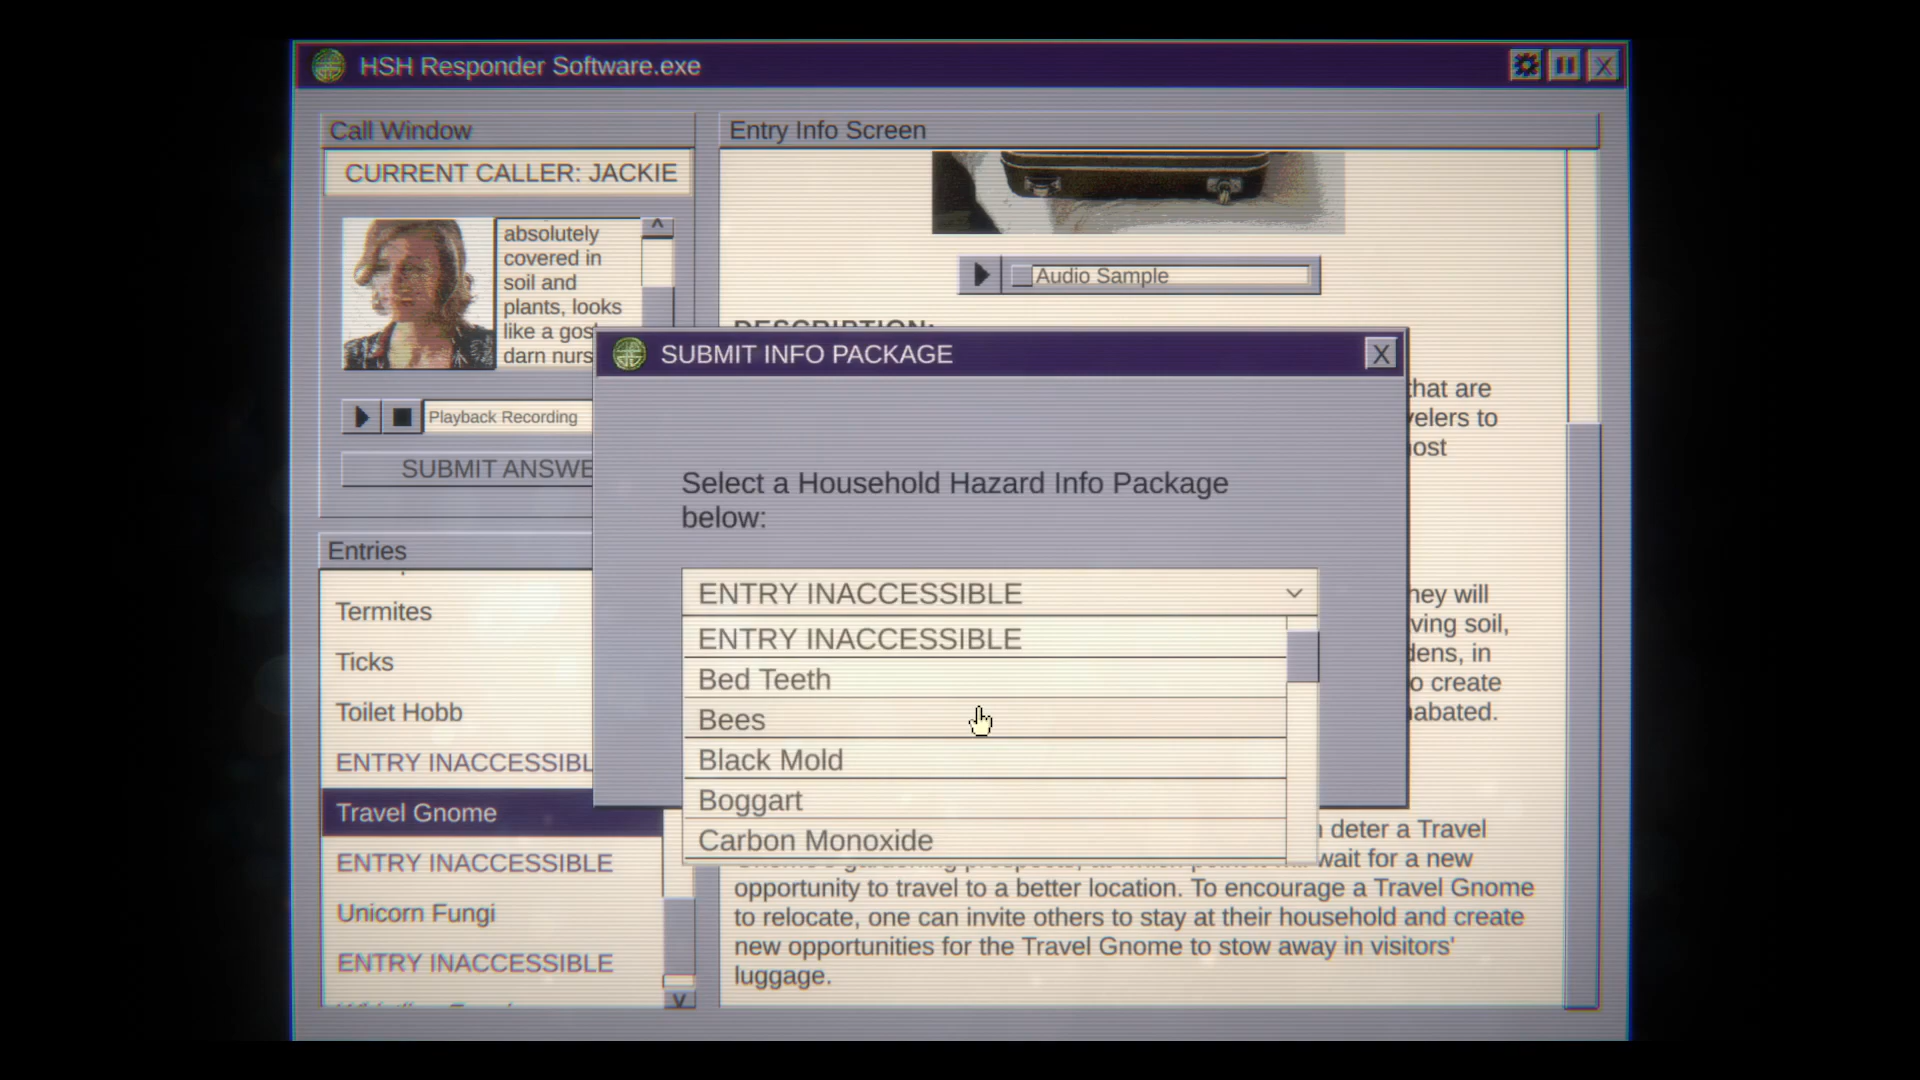 HSH Responder Software.exe
X
Call Window
CURRENT CALLER: JACKIE
absolutely
covered in
soil and
plants, looks
like a gos
darn nurs
Playback Recording
SUBMIT ANSWE
Entries
Termites
Ticks
Toilet Hobb
ENTRY INACCESSIBL
Travel Gnome
ENTRY INACCESSIBLE
Unicorn Fungi
ENTRY INACCESSIBLE
Entry Info Screen
Audio Sample
DESCRIPTION:
that are
velers to
host
hey will
ving soil,
dens, in
o create
habated.
SUBMIT INFO PACKAGE
X
Select a Household Hazard Info Package
below:
ENTRY INACCESSIBLE
ENTRY INACCESSIBLE
Bed Teeth
Bees
Black Mold
Boggart
Carbon Monoxide
deter a Travel
wait for a new
opportunity to travel to a better location. To encourage a Travel Gnome
to relocate, one can invite others to stay at their household and create
new opportunities for the Travel Gnome to stow away in visitors'
luggage.